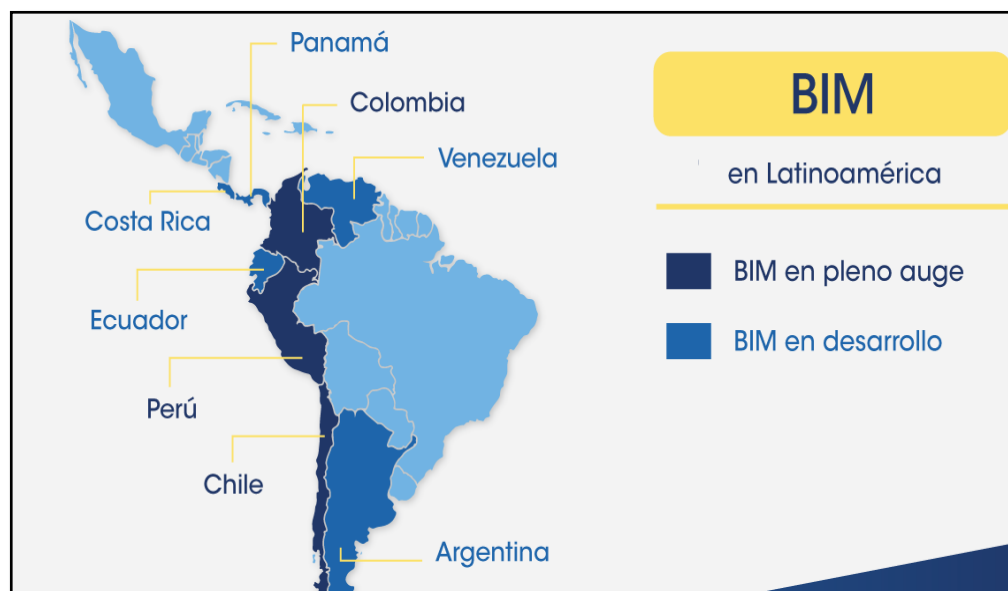 Panamá
Colombia
Venezuela
Costa Rica
Ecuador
Perú
Chile
Argentina
BIM
en Latinoamérica
BIM en pleno auge
BIM en desarrollo